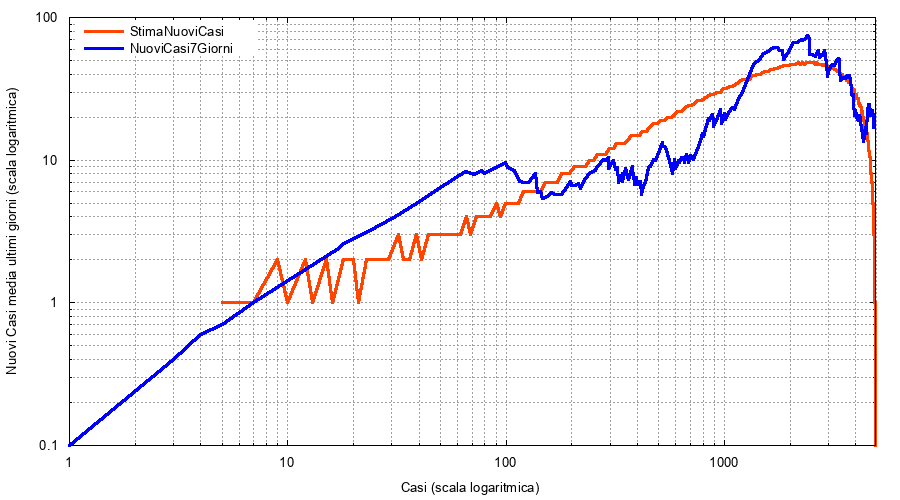 100
10
1
0.1
Nuovi Casi media ultimi giorni (scala logaritmica)
StimaNuoviCasi
NuoviCasi7Giorni
1
10
100
1000
Casi (scala logaritmica)